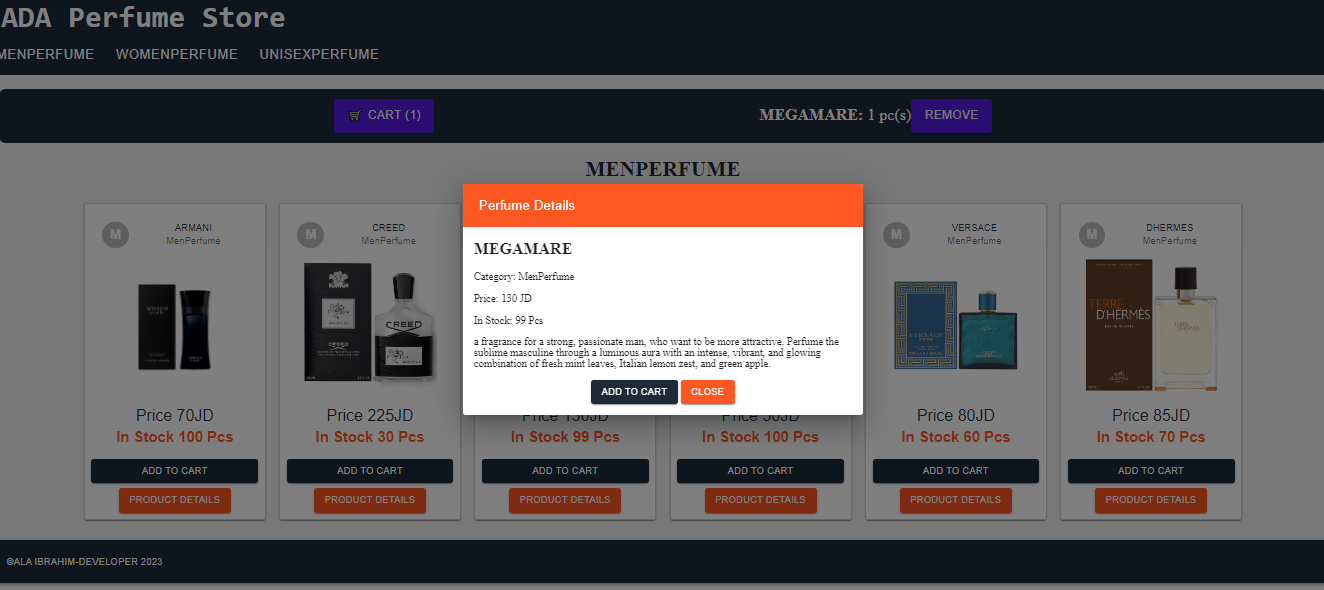 ADA Perfume Store
MENPERFUME WOMENPERFUME UNISEXPERFUME
CART (1)
MEGAMARE: 1 pc(s) REMOVE
MENPERFUME
M ARMANI
MenPerfume
Price 70JD
In Stock 100 Pcs
ADD TO CART
PRODUCT DETAILS
M CREED
MenPerfume
CREED
Price 225JD
In Stock 30 Pcs
ADD TO CART
PRODUCT DETAILS
Perfume Details
MEGAMARE
Category: MenPerfume
Price: 130 JD
In Stock: 99 Pcs
a fragrance for a strong, passionate man, who want to be more attractive. Perfume the
sublime masculine through a luminous aura with an intense, vibrant, and glowing
combination of fresh mint leaves, Italian lemon zest, and green apple.
ADD TO CART CLOSE
In Stock 99 Pcs
ADD TO CART
PRODUCT DETAILS
In Stock 100 Pcs
ADD TO CART
PRODUCT DETAILS
M VERSACE
MenPerfume
VERSACE
Price 80JD
In Stock 60 Pcs
ADD TO CART
PRODUCT DETAILS
M DHERMES
MenPerfume
TERRE
D'HERMÈS
Price 85JD
In Stock 70 Pcs
ADD TO CART
PRODUCT DETAILS
©ALA IBRAHIM-DEVELOPER 2023